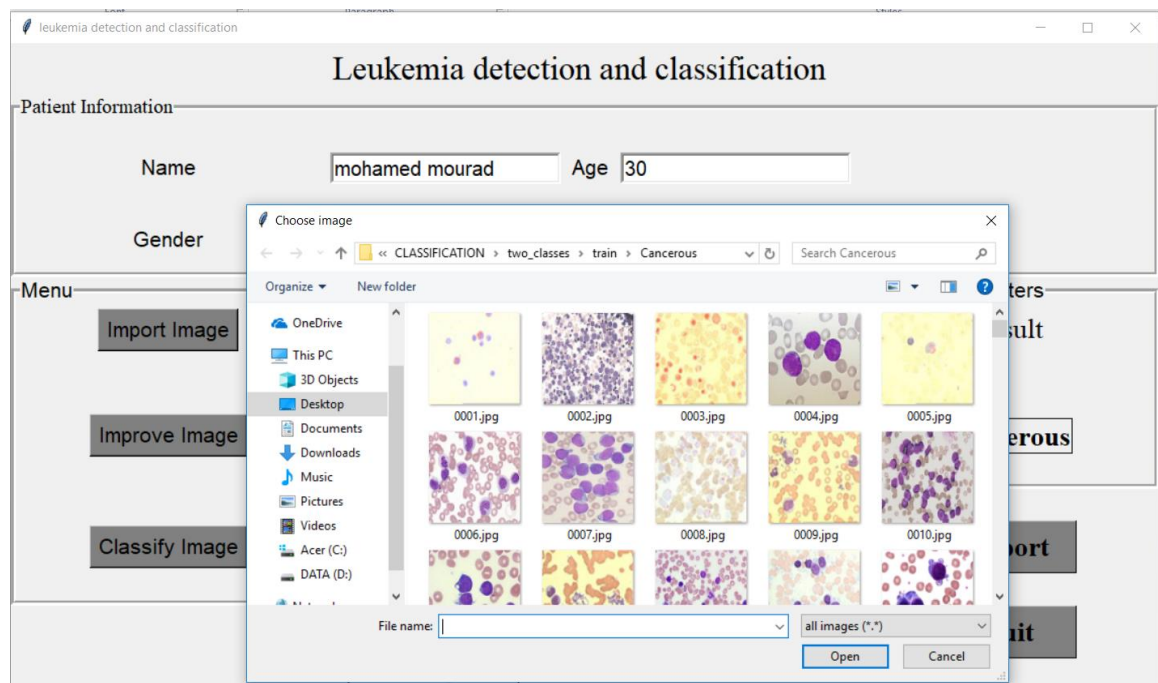 leukemia detection and classification
Leukemia detection and classification
Patient Information
Name mohamed mourad Age 30
Gender
Choose image
« CLASSIFICATION > two_classes > train > Cancerous Search Cancerous
Organize New folder
Menu
Import Image
Improve Image
Classify Image
OneDrive
This PC
3D Objects
Desktop
Documents
Downloads
Music
Pictures
Videos
Acer (C:)
DATA (D:)
0001.jpg 0002.jpg 0003.jpg 0004.jpg 0005.jpg
0006.jpg 0007.jpg 0008.jpg 0009.jpg 0010.jpg
File name: all images (*.*)
Open Cancel
ters
sult
erous
port
uit